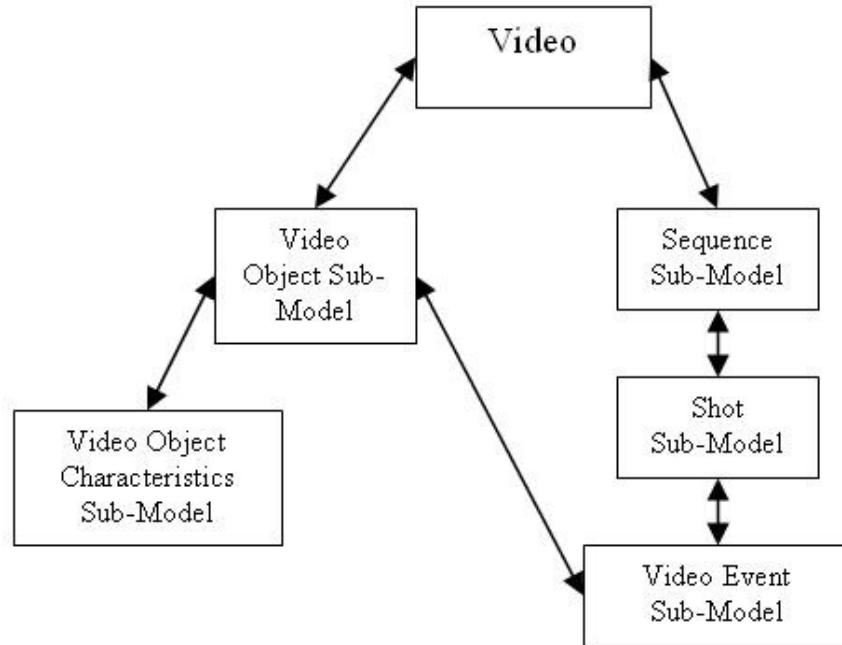 Video
Video
Object Sub-
Model
Sequence
Sub-Model
Video Object
Characteristics
Sub-Model
Shot
Sub-Model
Video Event
Sub-Model